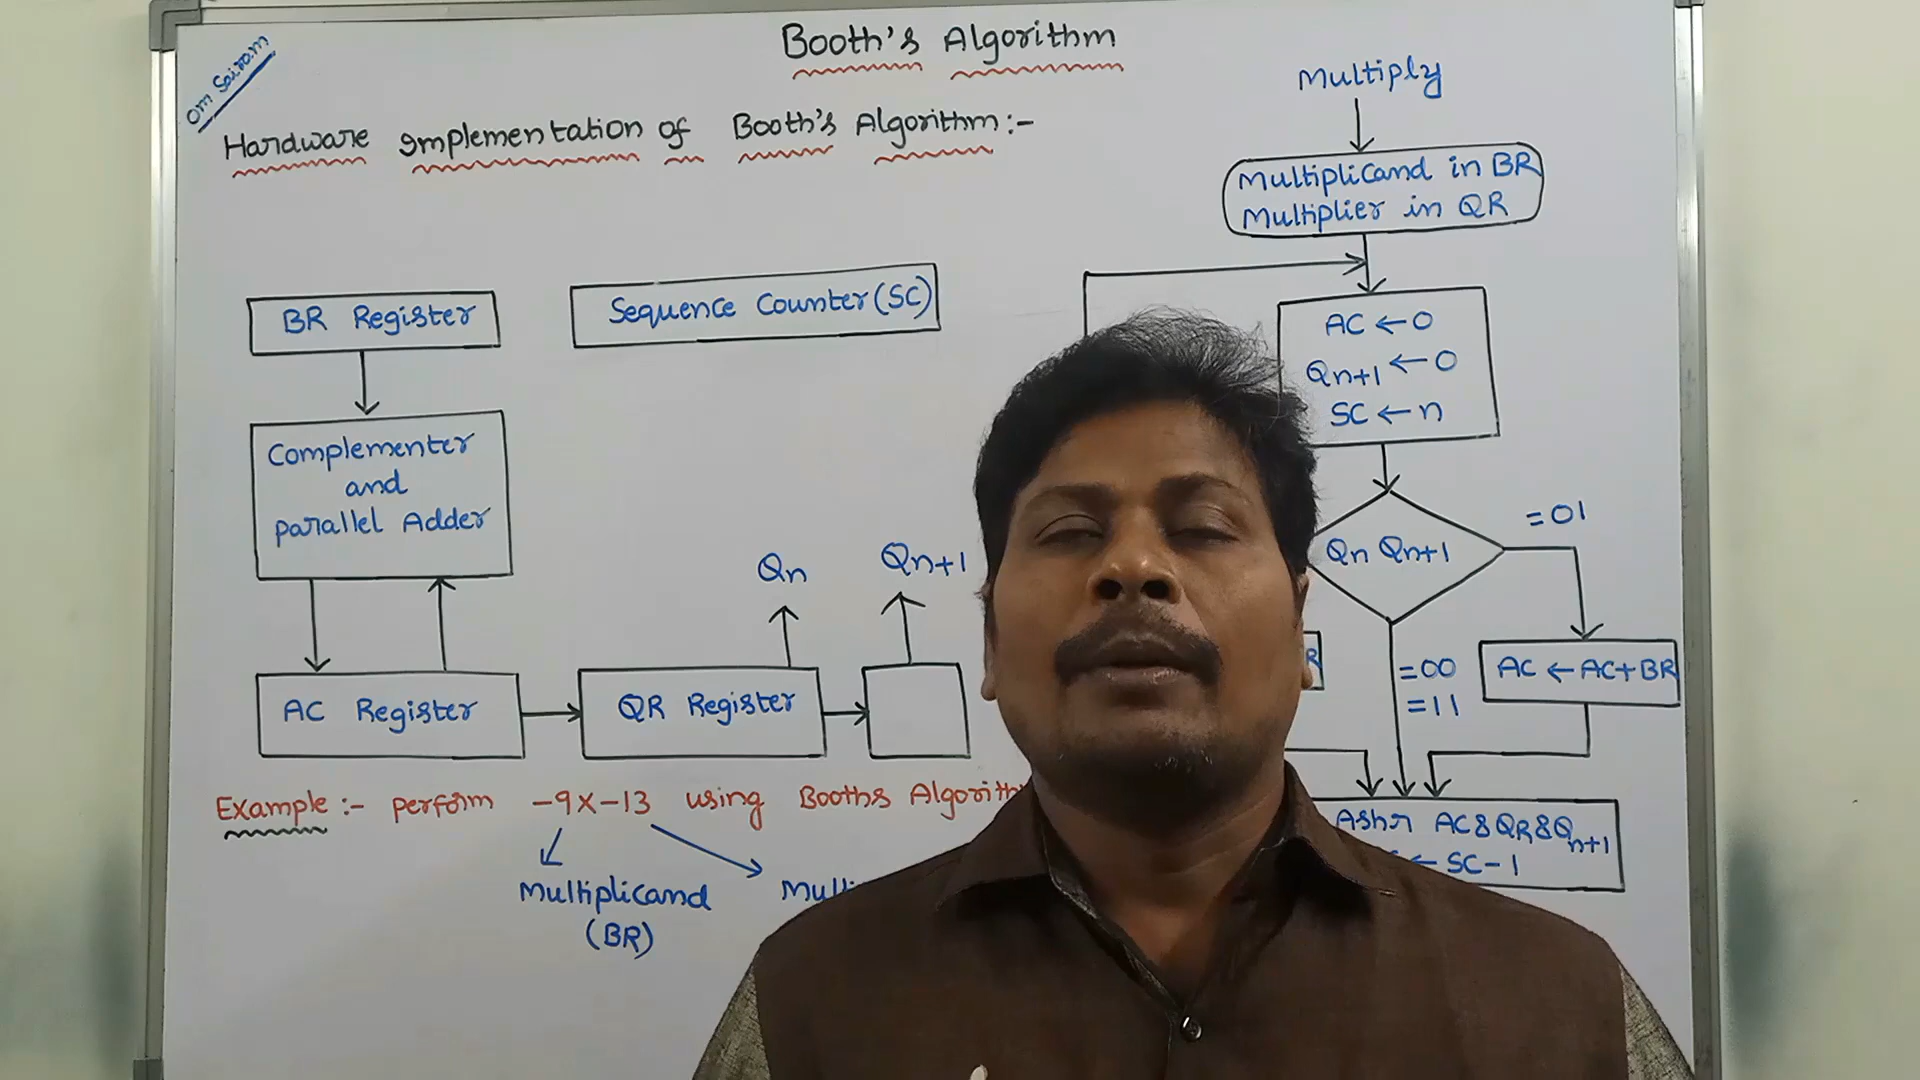 Om Sairam
Booth's Algorithm
Hardware Implementation of Booth's Algorithm:-
BR Register
Sequence Counter (SC)
Complementer
and
parallel Adder
Qn
Qn+1
AC Register
QR Register
Example:- perform -9x-13 using Booths Algorith
Multiplicand
(BR)
Multiply
Multiplicand in BR
Multiplier in QR
AC ← 0
Qn+1 ← 0
SC ← n
Qn Qn+1
=01
R
=00
=11
AC ← AC+BR
Ashr AC&QR&Qn+1
← SC-1